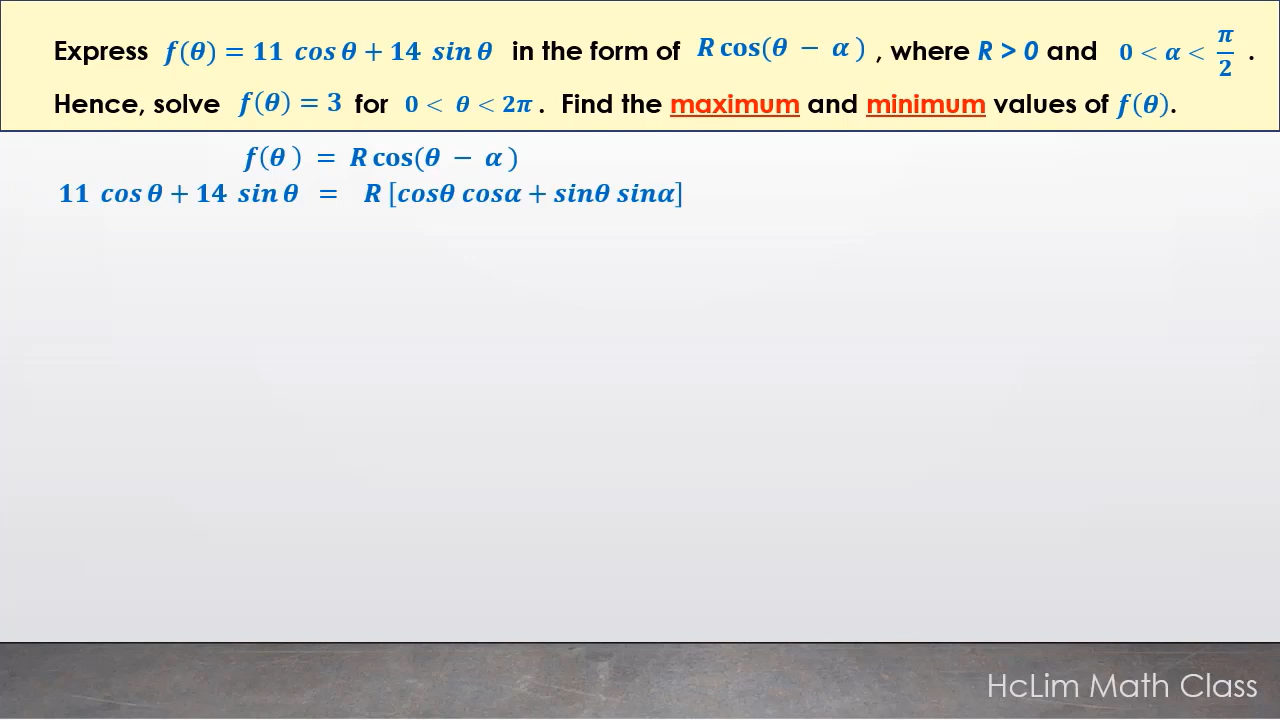 Express f(θ) = 11 cos θ + 14 sin θ in the form of R cos(θ − α), where R > 0 and 0 < α < π/2 .
Hence, solve f(θ) = 3 for 0 < θ < 2π . Find the maximum and minimum values of f(θ).
f(θ ) = R cos(θ − α )
11 cos θ + 14 sin θ = R [cosθ cosα + sinθ sinα]
HcLim Math Class